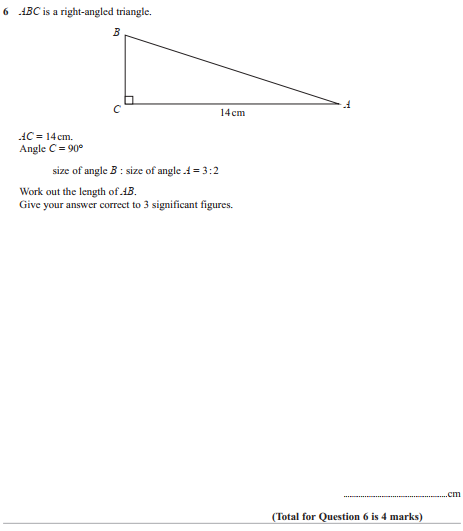 6 ABC is a right-angled triangle.
B
C
A
14 cm
AC = 14 cm.
Angle C = 90°
size of angle B : size of angle A = 3 : 2
Work out the length of AB.
Give your answer correct to 3 significant figures.
cm
(Total for Question 6 is 4 marks)